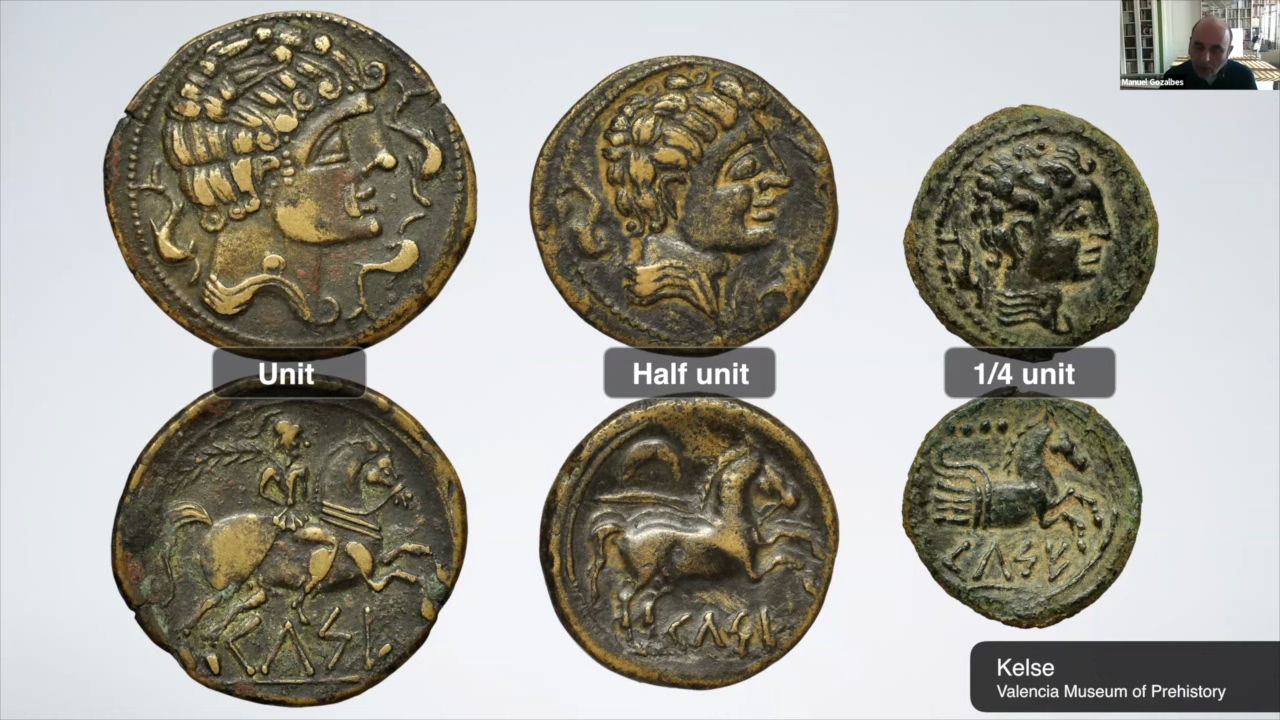 Manuel Gozalbes
Unit
Half unit
1/4 unit
Kelse
Valencia Museum of Prehistory